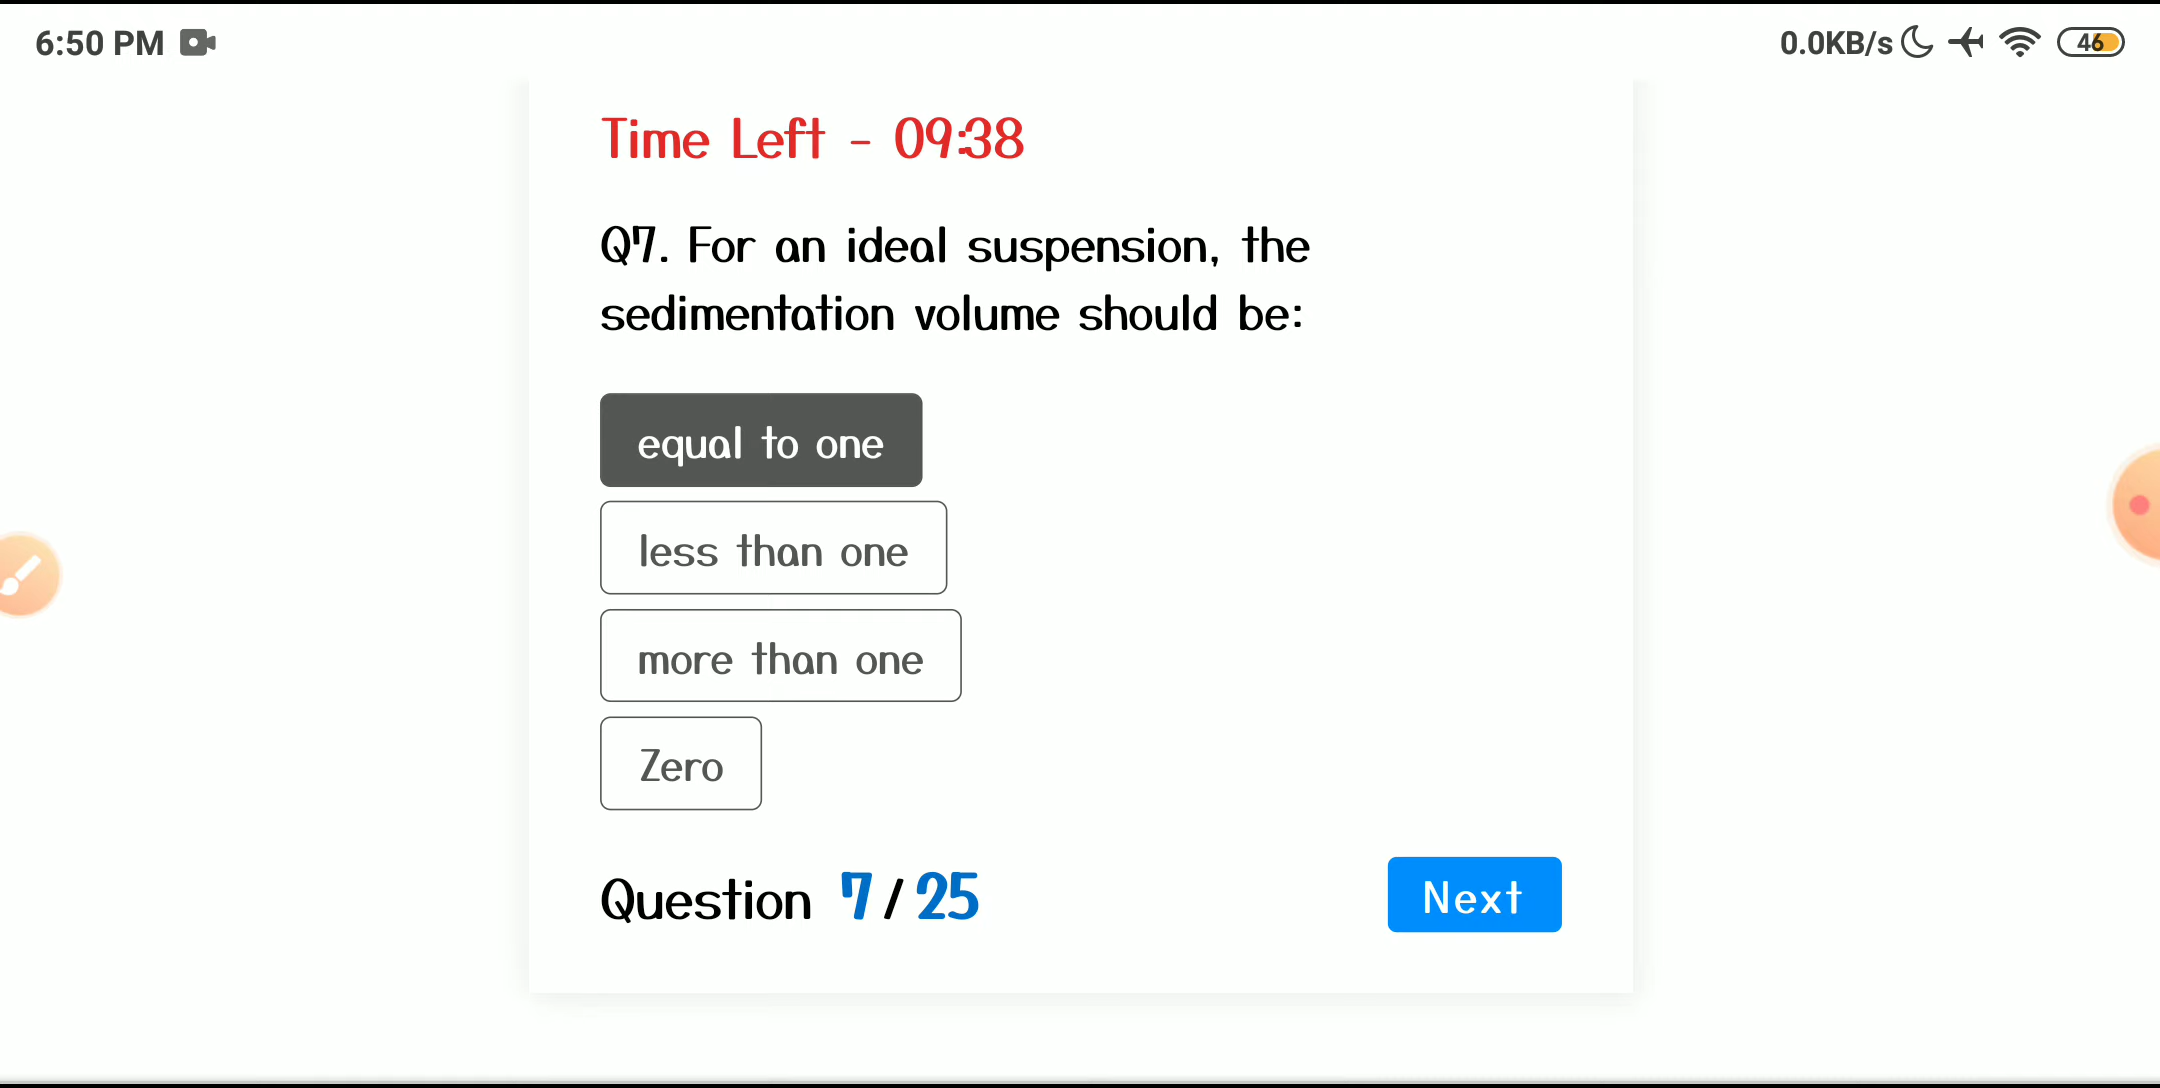 6:50 PM
0.0KB/s
46
Time Left - 09:38
Q7. For an ideal suspension, the
sedimentation volume should be:
equal to one
less than one
more than one
Zero
Question 7/25
Next